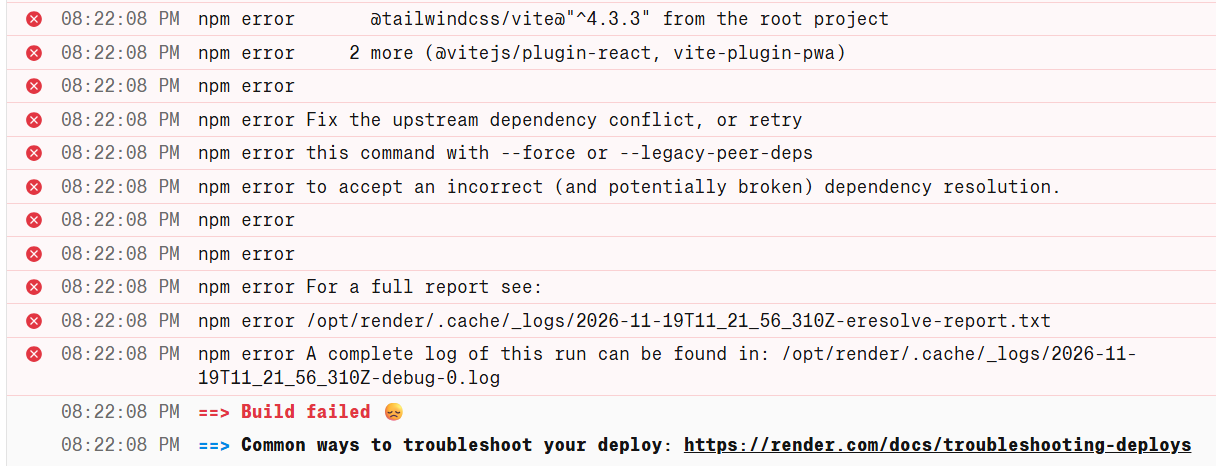 08:22:08 PM npm error @tailwindcss/vite@"^4.3.3" from the root project
08:22:08 PM npm error 2 more (@vitejs/plugin-react, vite-plugin-pwa)
08:22:08 PM npm error
08:22:08 PM npm error Fix the upstream dependency conflict, or retry
08:22:08 PM npm error this command with --force or --legacy-peer-deps
08:22:08 PM npm error to accept an incorrect (and potentially broken) dependency resolution.
08:22:08 PM npm error
08:22:08 PM npm error
08:22:08 PM npm error For a full report see:
08:22:08 PM npm error /opt/render/.cache/_logs/2026-11-19T11_21_56_310Z-eresolve-report.txt
08:22:08 PM npm error A complete log of this run can be found in: /opt/render/.cache/_logs/2026-11-
19T11_21_56_310Z-debug-0.log
08:22:08 PM ==> Build failed 😞
08:22:08 PM ==> Common ways to troubleshoot your deploy: https://render.com/docs/troubleshooting-deploys